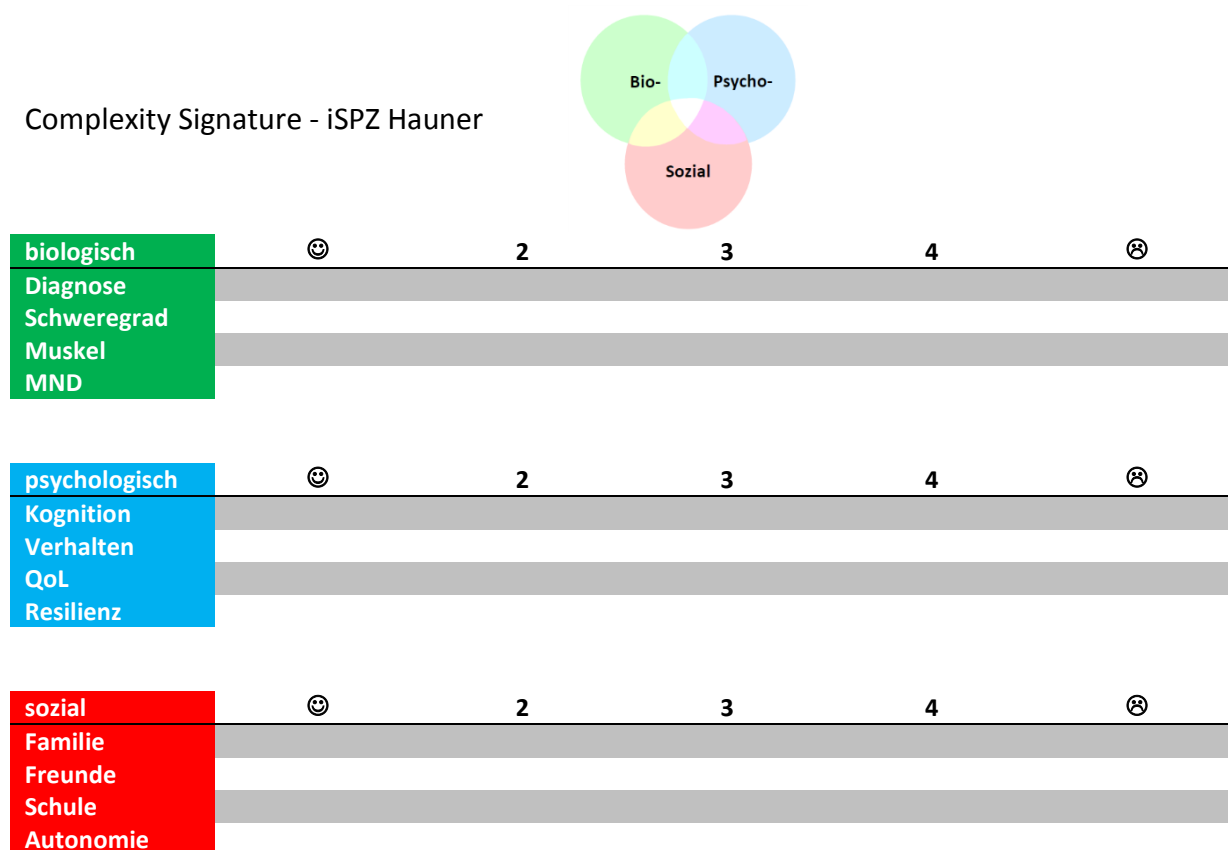 Bio- Psycho-
Complexity Signature - iSPZ Hauner
Sozial
biologisch ☺ 2 3 4 ☹
Diagnose
Schweregrad
Muskel
MND
psychologisch ☺ 2 3 4 ☹
Kognition
Verhalten
QoL
Resilienz
sozial ☺ 2 3 4 ☹
Familie
Freunde
Schule
Autonomie